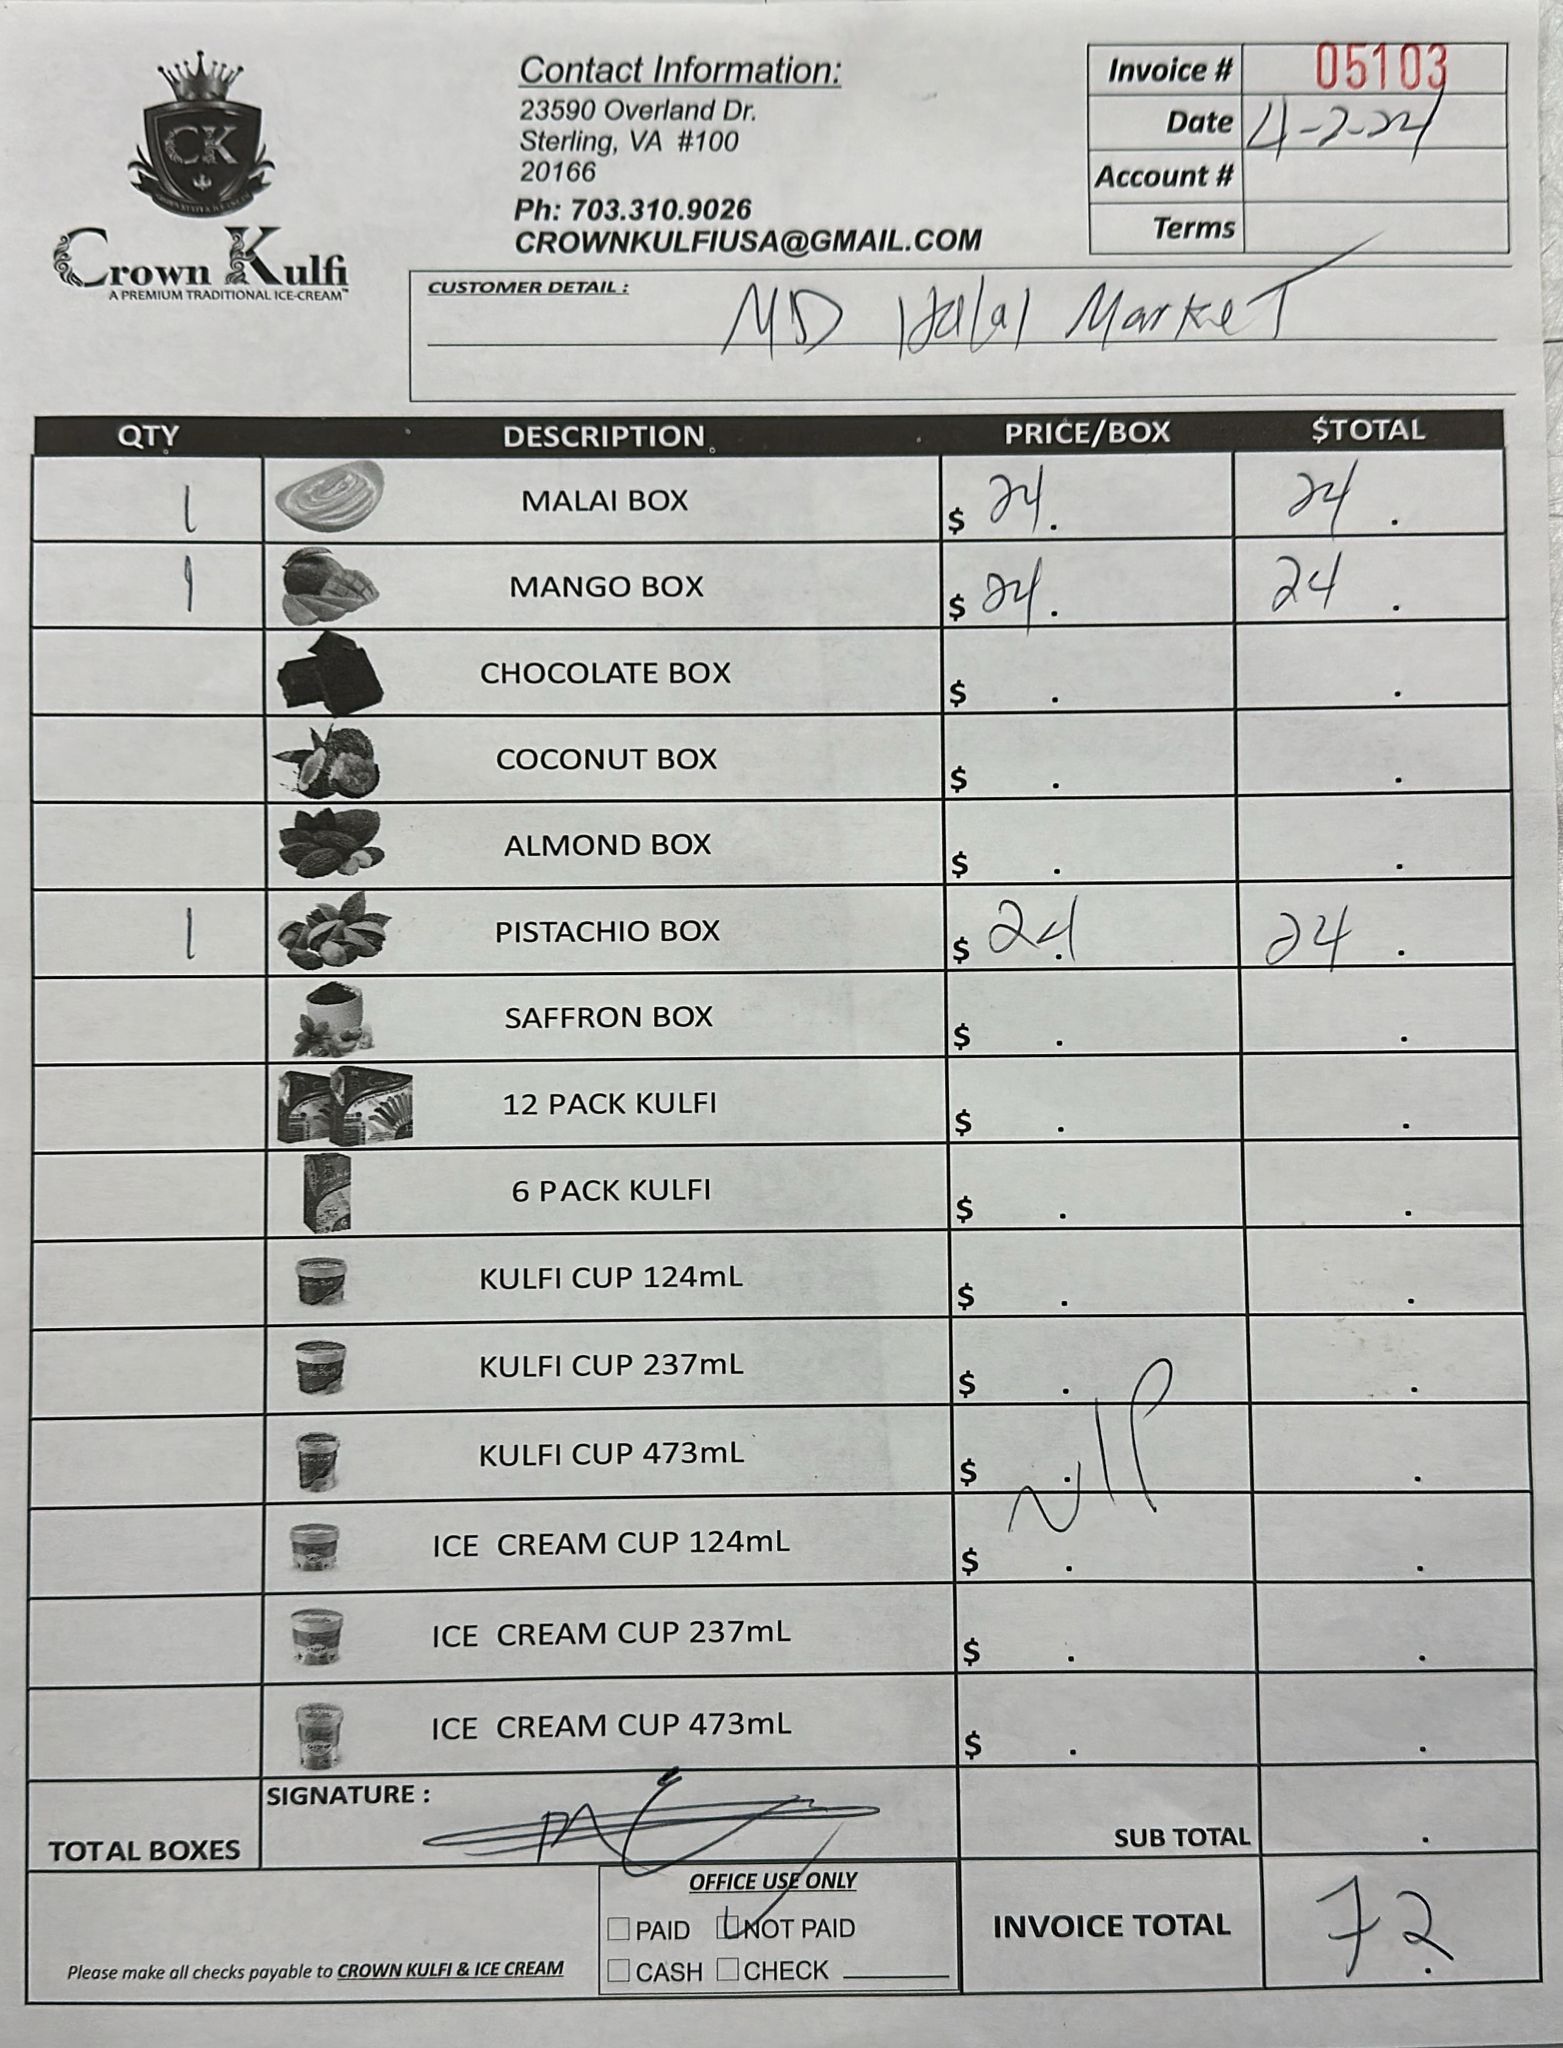 CK
Crown Kulfi
A PREMIUM TRADITIONAL ICE-CREAM™
Contact Information:
23590 Overland Dr.
Sterling, VA #100
20166
Ph: 703.310.9026
CROWNKULFIUSA@GMAIL.COM
Invoice # 05103
Date 4-2-24
Account #
Terms
CUSTOMER DETAIL :
MD Halal Market
QTY DESCRIPTION PRICE/BOX $TOTAL
1 MALAI BOX $ 24. 24 .
1 MANGO BOX $ 24. 24 .
CHOCOLATE BOX $ . .
COCONUT BOX $ . .
ALMOND BOX $ . .
1 PISTACHIO BOX $ 24. 24 .
SAFFRON BOX $ . .
12 PACK KULFI $ . .
6 PACK KULFI $ . .
KULFI CUP 124mL $ . .
KULFI CUP 237mL $ . .
KULFI CUP 473mL $ . .
ICE CREAM CUP 124mL $ . .
ICE CREAM CUP 237mL $ . .
ICE CREAM CUP 473mL $ . .
SIGNATURE :
TOTAL BOXES
SUB TOTAL .
OFFICE USE ONLY
PAID NOT PAID
CASH CHECK
INVOICE TOTAL 72.
Please make all checks payable to CROWN KULFI & ICE CREAM